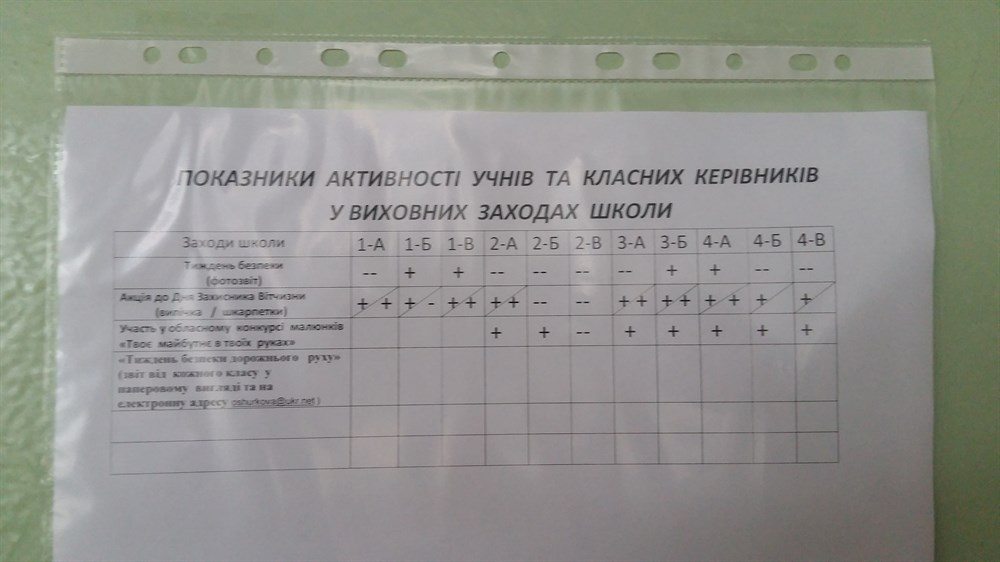 ПОКАЗНИКИ АКТИВНОСТІ УЧНІВ ТА КЛАСНИХ КЕРІВНИКІВ
У ВИХОВНИХ ЗАХОДАХ ШКОЛИ
Заходи школи 1-А 1-Б 1-В 2-А 2-Б 2-В 3-А 3-Б 4-А 4-Б 4-В
Тиждень безпеки -- + + -- -- -- -- + + -- --
(фотозвіт)
Акція до Дня Захисника Вітчизни + / + + / - + / + + / + -- -- + / + + / + + / + + / + /
(випічка / шкарпетки)
Участь у обласному конкурсі малюнків + + -- + + + + +
«Твоє майбутнє в твоїх руках»
«Тиждень безпеки дорожнього руху»
(звіт від кожного класу у
паперовому вигляді та на
електронну адресу oshurkova@ukr.net )